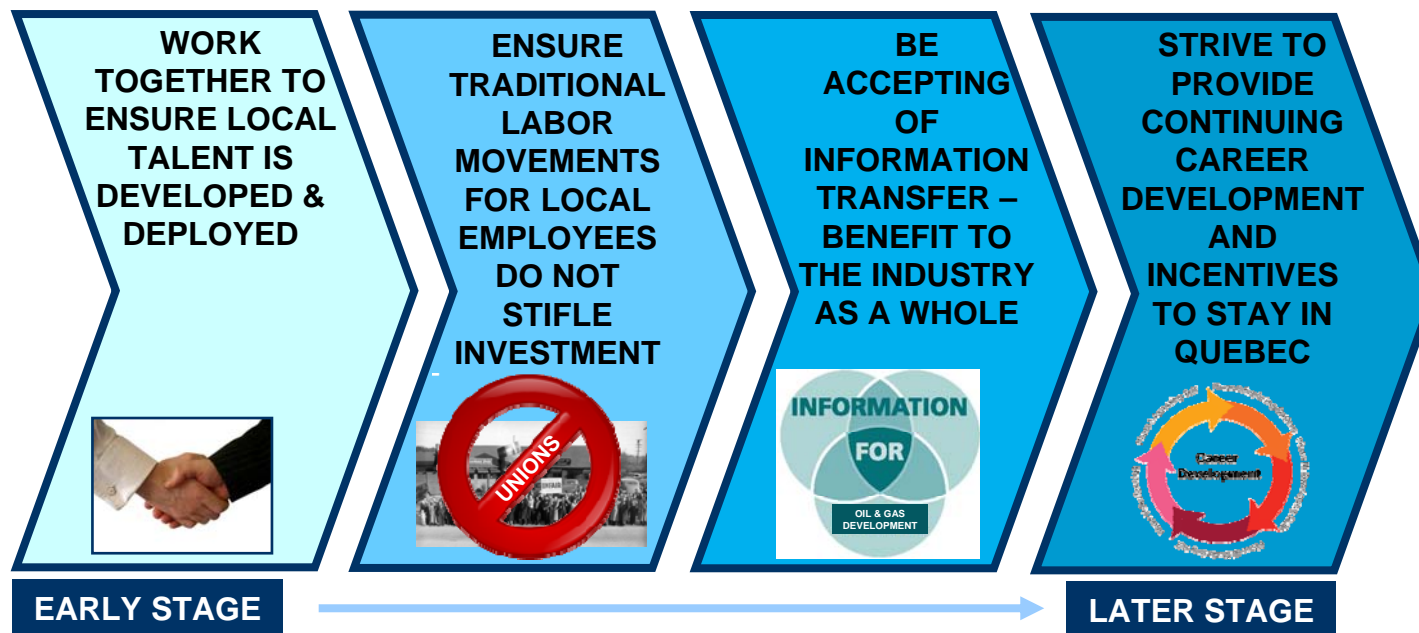 WORK
TOGETHER TO
ENSURE LOCAL
TALENT IS
DEVELOPED &
DEPLOYED
ENSURE
TRADITIONAL
LABOR
MOVEMENTS
FOR LOCAL
EMPLOYEES
DO NOT
STIFLE
INVESTMENT
UNIONS
BE
ACCEPTING
OF
INFORMATION
TRANSFER –
BENEFIT TO
THE INDUSTRY
AS A WHOLE
INFORMATION
FOR
OIL & GAS
DEVELOPMENT
STRIVE TO
PROVIDE
CONTINUING
CAREER
DEVELOPMENT
AND
INCENTIVES
TO STAY IN
QUEBEC
Career
Development
EARLY STAGE
LATER STAGE